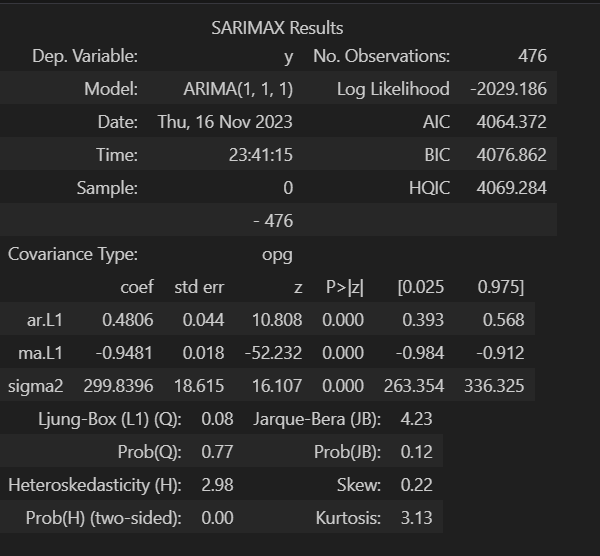 SARIMAX Results
Dep. Variable: y No. Observations: 476
Model: ARIMA(1, 1, 1) Log Likelihood -2029.186
Date: Thu, 16 Nov 2023 AIC 4064.372
Time: 23:41:15 BIC 4076.862
Sample: 0 HQIC 4069.284
- 476
Covariance Type: opg
coef std err z P>|z| [0.025 0.975]
ar.L1 0.4806 0.044 10.808 0.000 0.393 0.568
ma.L1 -0.9481 0.018 -52.232 0.000 -0.984 -0.912
sigma2 299.8396 18.615 16.107 0.000 263.354 336.325
Ljung-Box (L1) (Q): 0.08 Jarque-Bera (JB): 4.23
Prob(Q): 0.77 Prob(JB): 0.12
Heteroskedasticity (H): 2.98 Skew: 0.22
Prob(H) (two-sided): 0.00 Kurtosis: 3.13